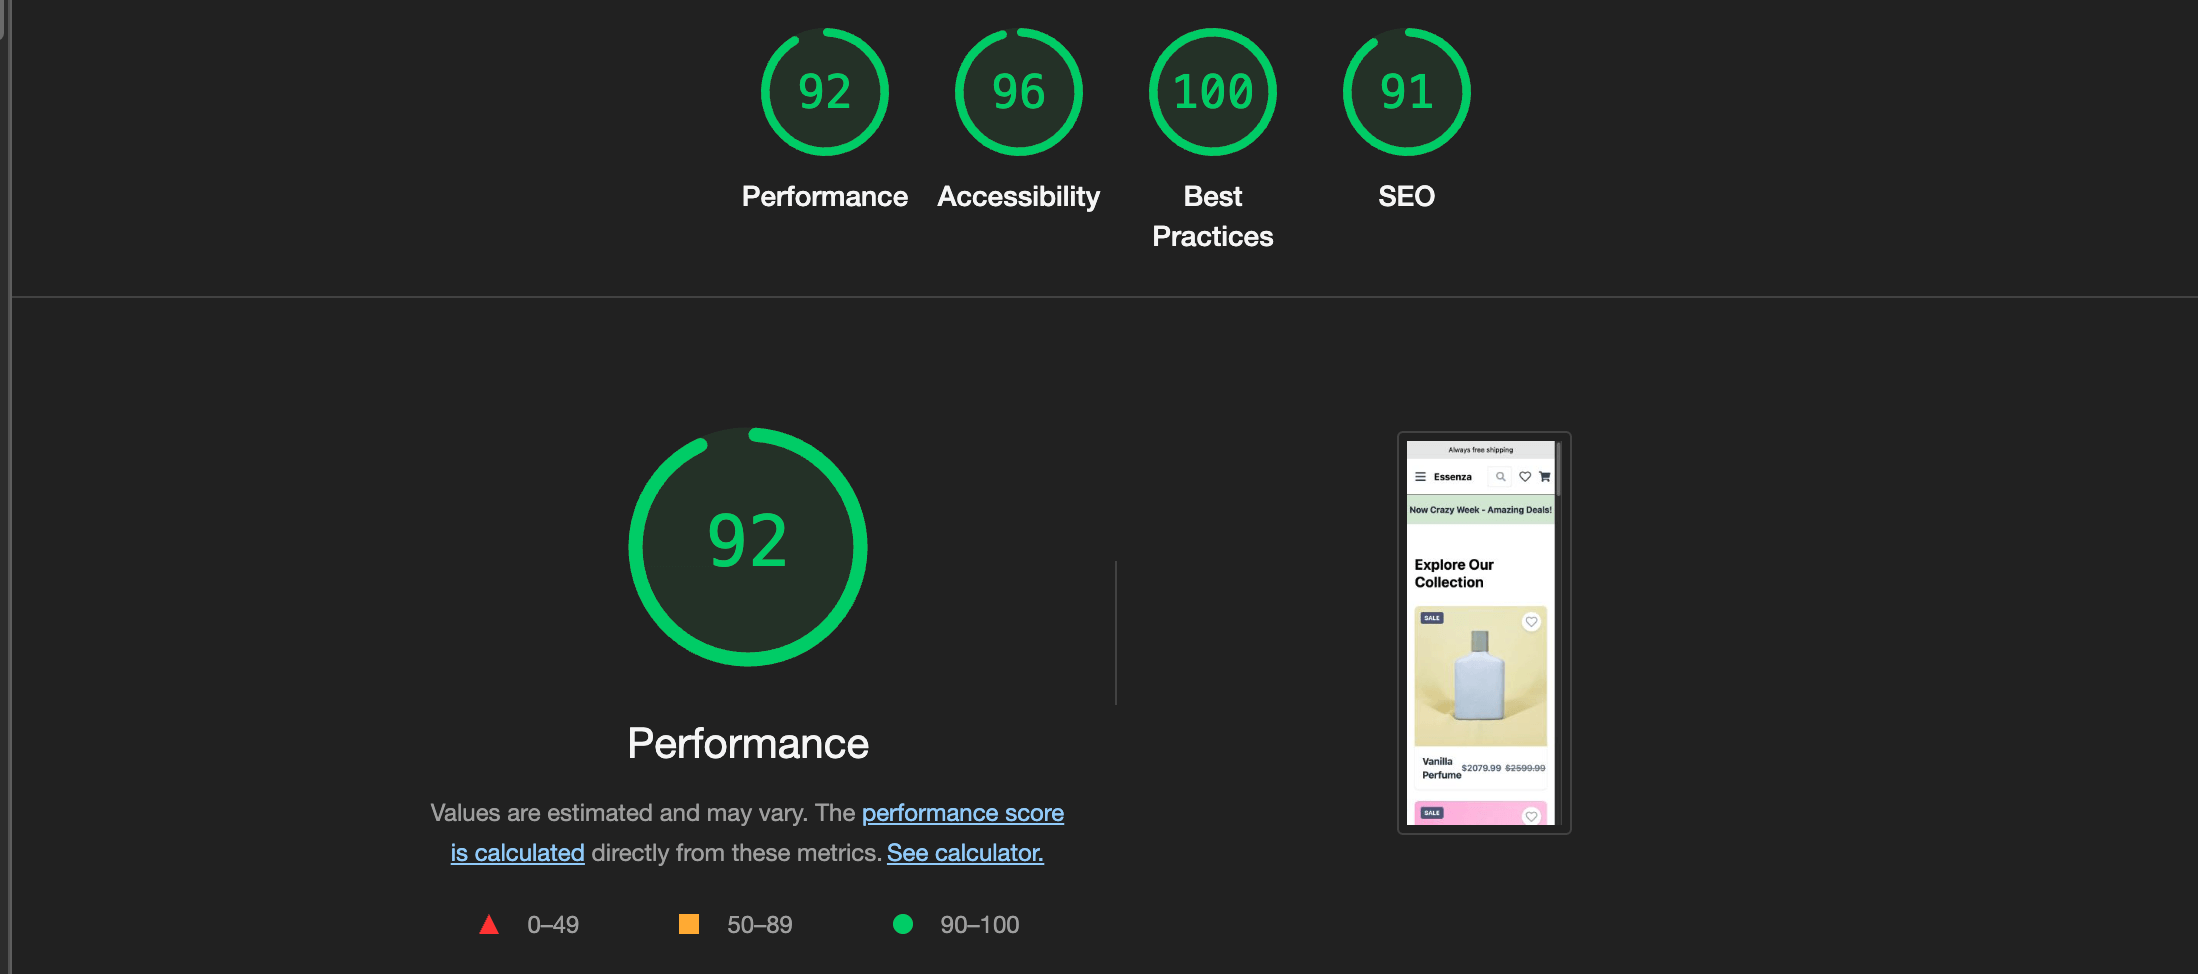 92
96
100
91
Performance
Accessibility
Best
Practices
SEO
92
Performance
Values are estimated and may vary. The performance score
is calculated directly from these metrics. See calculator.
0–49
50–89
90–100
Always free shipping
Essenza
Now Crazy Week - Amazing Deals!
Explore Our
Collection
SALE
Vanilla
Perfume
$2079.99 $2599.99
SALE